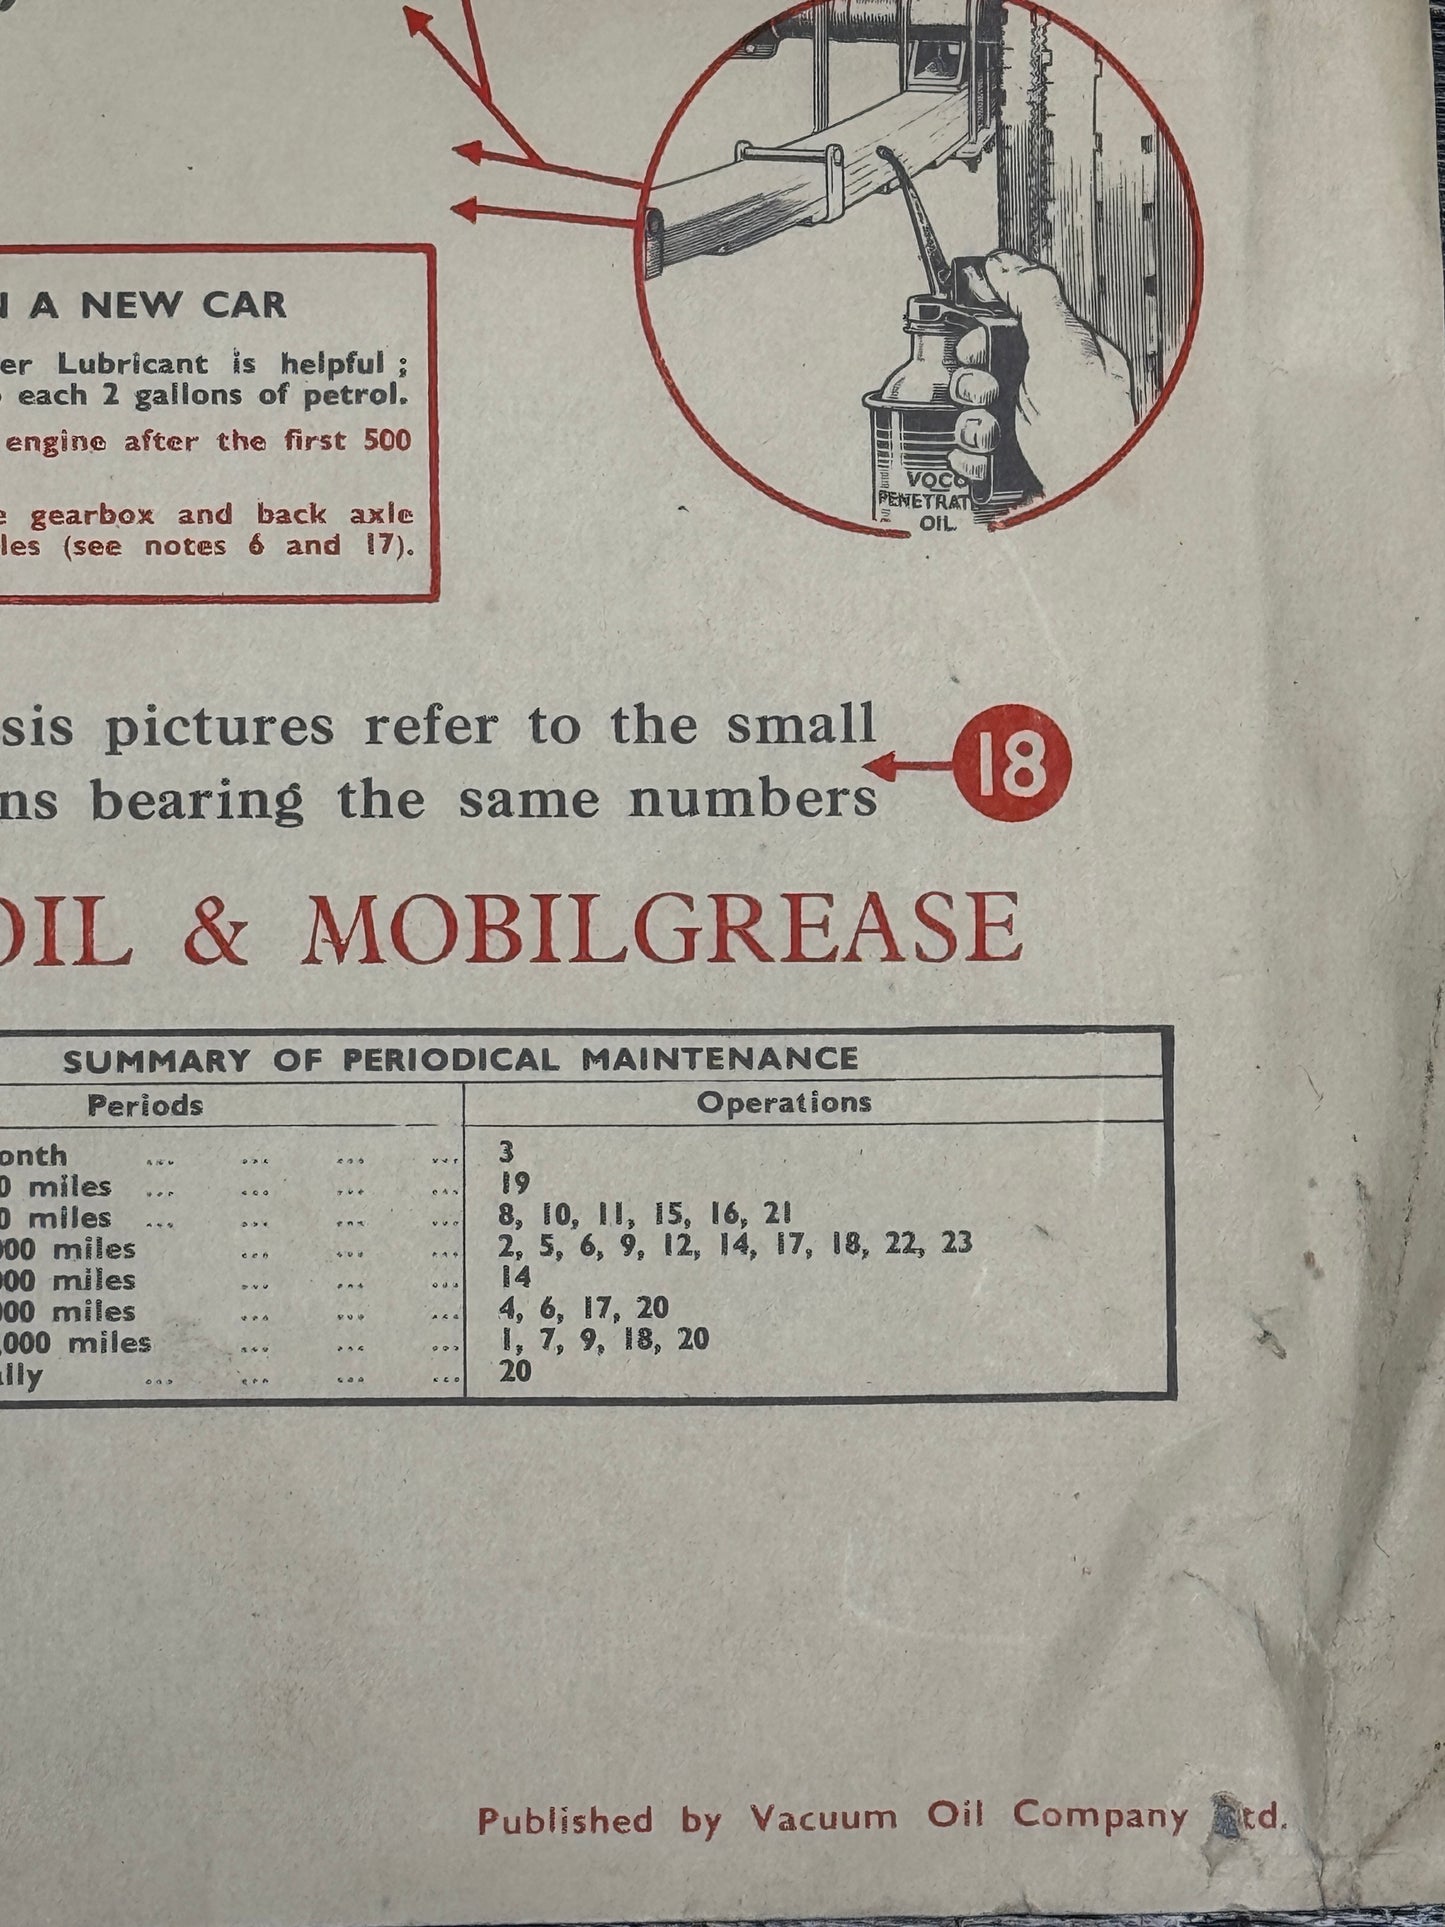 A NEW CAR
er Lubricant is helpful ;
each 2 gallons of petrol.
engine after the first 500
gearbox and back axle
les (see notes 6 and 17).
VOCO
PENETRAT
OIL
sis pictures refer to the small
ns bearing the same numbers
18
OIL & MOBILGREASE
SUMMARY OF PERIODICAL MAINTENANCE
Periods Operations
onth ... ... ... ... 3
0 miles ... ... ... ... 19
0 miles ... ... ... ... 8, 10, 11, 15, 16, 21
000 miles ... ... ... 2, 5, 6, 9, 12, 14, 17, 18, 22, 23
000 miles ... ... ... 14
000 miles ... ... ... 4, 6, 17, 20
,000 miles ... ... ... 1, 7, 9, 18, 20
lly ... ... ... ... 20
Published by Vacuum Oil Company Ltd.